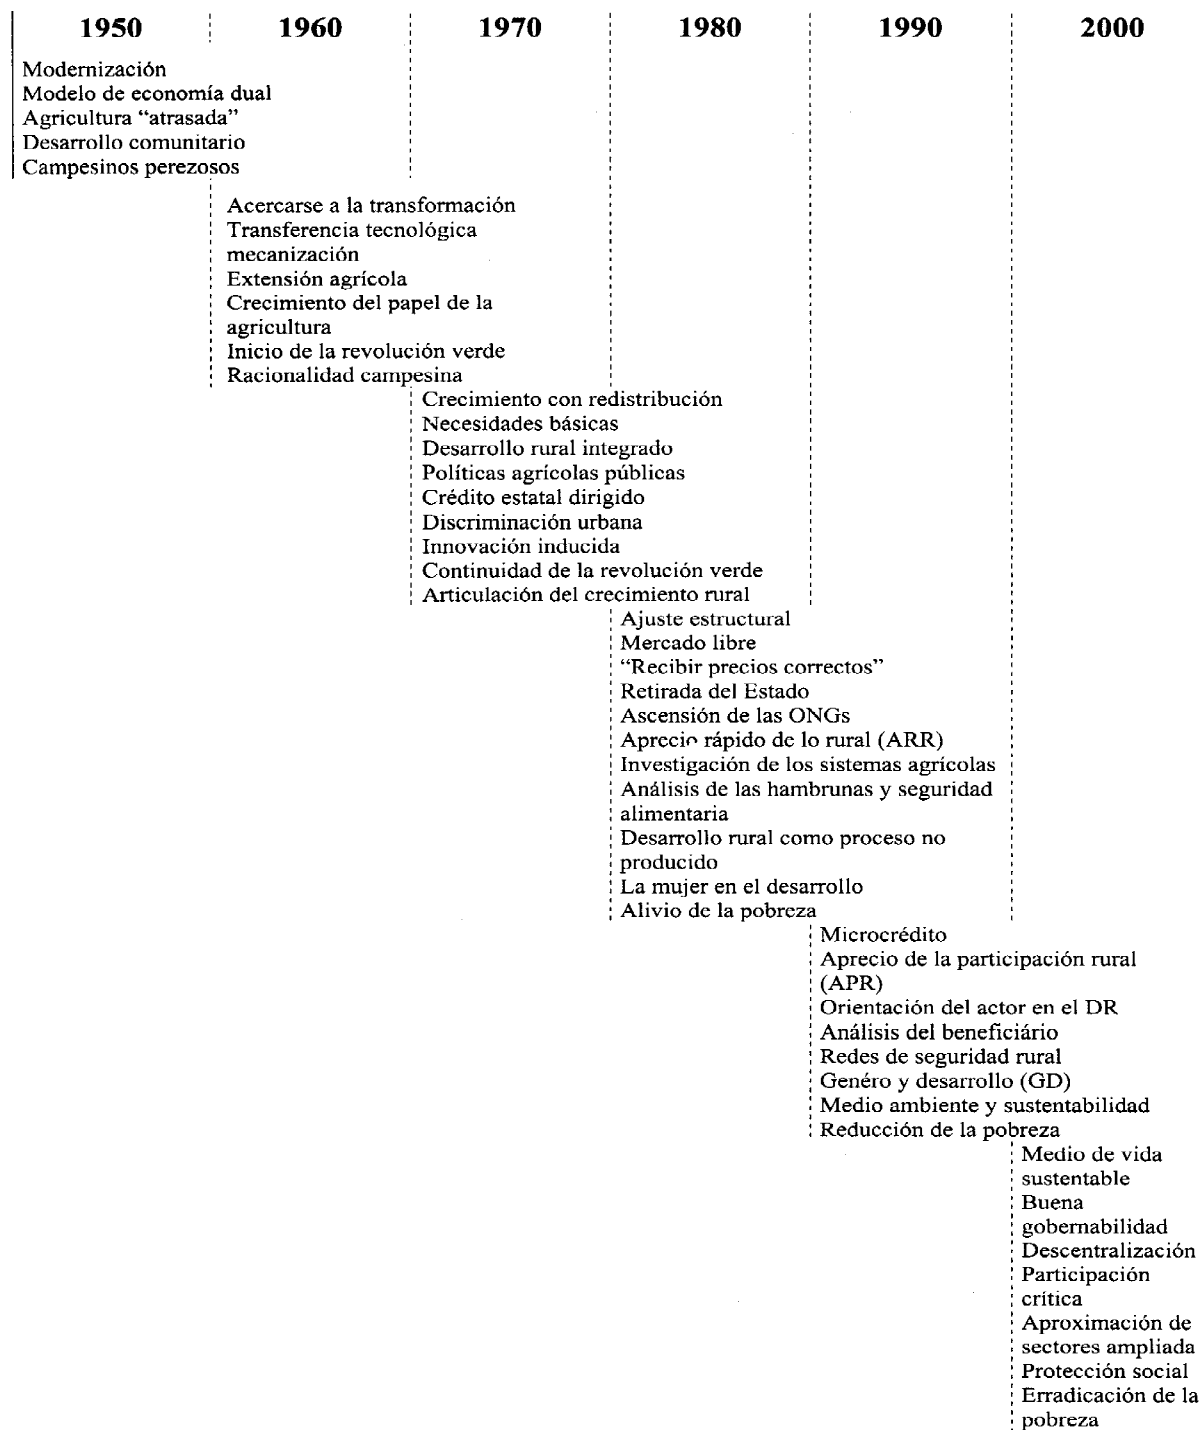 1950 1960 1970 1980 1990 2000
Modernización
Modelo de economía dual
Agricultura “atrasada”
Desarrollo comunitario
Campesinos perezosos
Acercarse a la transformación
Transferencia tecnológica
mecanización
Extensión agrícola
Crecimiento del papel de la
agricultura
Inicio de la revolución verde
Racionalidad campesina
Crecimiento con redistribución
Necesidades básicas
Desarrollo rural integrado
Políticas agrícolas públicas
Crédito estatal dirigido
Discriminación urbana
Innovación inducida
Continuidad de la revolución verde
Articulación del crecimiento rural
Ajuste estructural
Mercado libre
“Recibir precios correctos”
Retirada del Estado
Ascensión de las ONGs
Aprecio rápido de lo rural (ARR)
Investigación de los sistemas agrícolas
Análisis de las hambrunas y seguridad
alimentaria
Desarrollo rural como proceso no
producido
La mujer en el desarrollo
Alivio de la pobreza
Microcrédito
Aprecio de la participación rural
(APR)
Orientación del actor en el DR
Análisis del beneficiário
Redes de seguridad rural
Genéro y desarrollo (GD)
Medio ambiente y sustentabilidad
Reducción de la pobreza
Medio de vida
sustentable
Buena
gobernabilidad
Descentralización
Participación
crítica
Aproximación de
sectores ampliada
Protección social
Erradicación de la
pobreza